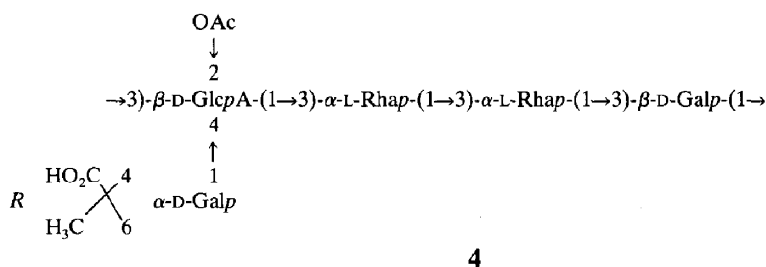 OAc
↓
2
→3)-β-D-GlcpA-(1→3)-α-L-Rhap-(1→3)-α-L-Rhap-(1→3)-β-D-Galp-(1→
4
↑
HO₂C 4 1
R α-D-Galp
H₃C 6
4